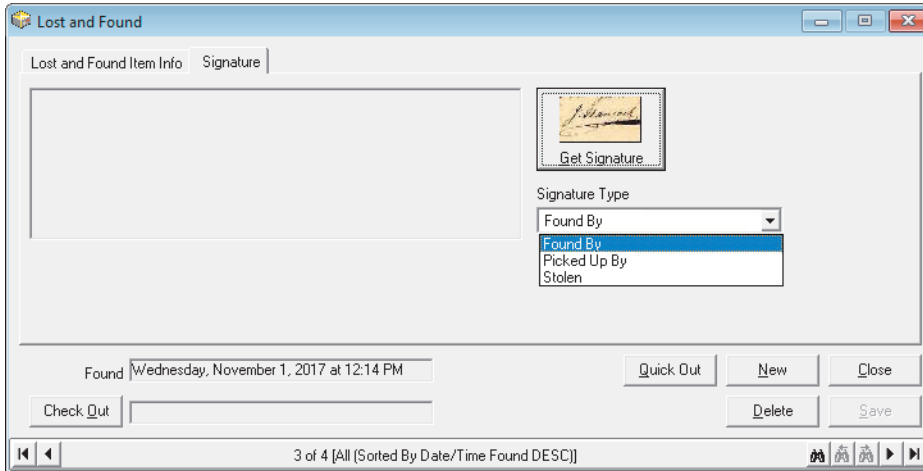 Lost and Found
Lost and Found Item Info Signature
J. Hancock
Get Signature
Signature Type
Found By
Found By
Picked Up By
Stolen
Found Wednesday, November 1, 2017 at 12:14 PM
Quick Out New Close
Check Out
Delete Save
3 of 4 [All (Sorted By Date/Time Found DESC)]